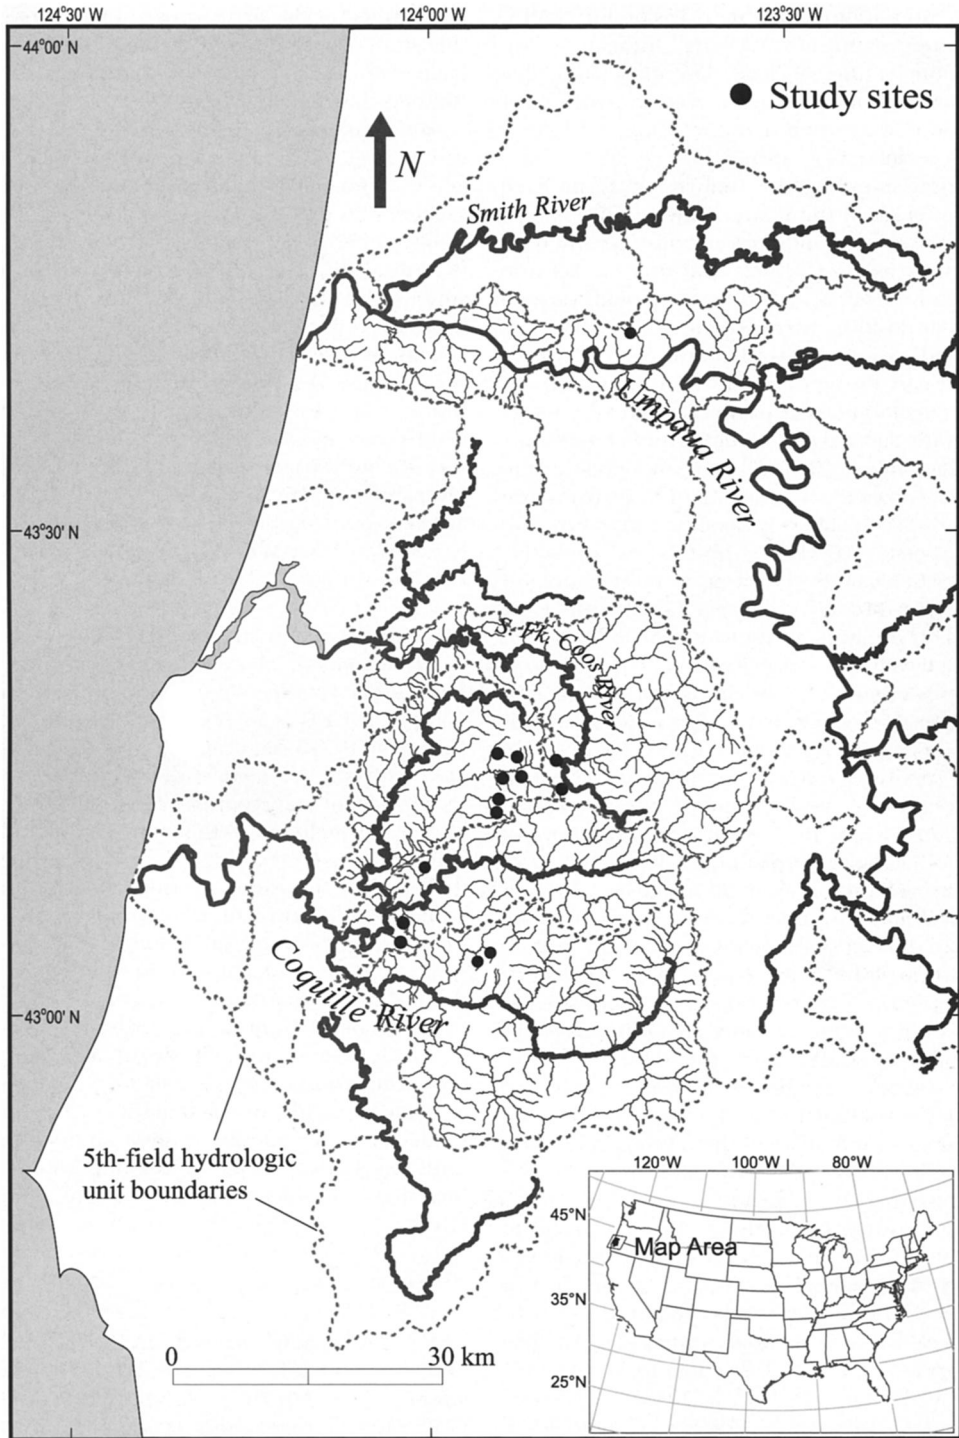 124°30' W
124°00' W
123°30' W
44°00' N
Study sites
N
Smith River
Umpqua River
43°30' N
S. Fk. Coos River
Coquille River
43°00' N
5th-field hydrologic
unit boundaries
0
30 km
120°W
100°W
80°W
45°N
Map Area
35°N
25°N